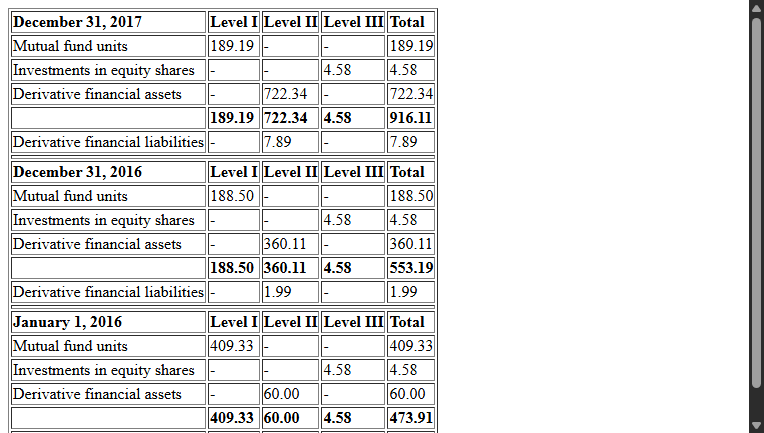 December 31, 2017 Level I Level II Level III Total
Mutual fund units 189.19 - - 189.19
Investments in equity shares - - 4.58 4.58
Derivative financial assets - 722.34 - 722.34
189.19 722.34 4.58 916.11
Derivative financial liabilities - 7.89 - 7.89
December 31, 2016 Level I Level II Level III Total
Mutual fund units 188.50 - - 188.50
Investments in equity shares - - 4.58 4.58
Derivative financial assets - 360.11 - 360.11
188.50 360.11 4.58 553.19
Derivative financial liabilities - 1.99 - 1.99
January 1, 2016 Level I Level II Level III Total
Mutual fund units 409.33 - - 409.33
Investments in equity shares - - 4.58 4.58
Derivative financial assets - 60.00 - 60.00
409.33 60.00 4.58 473.91